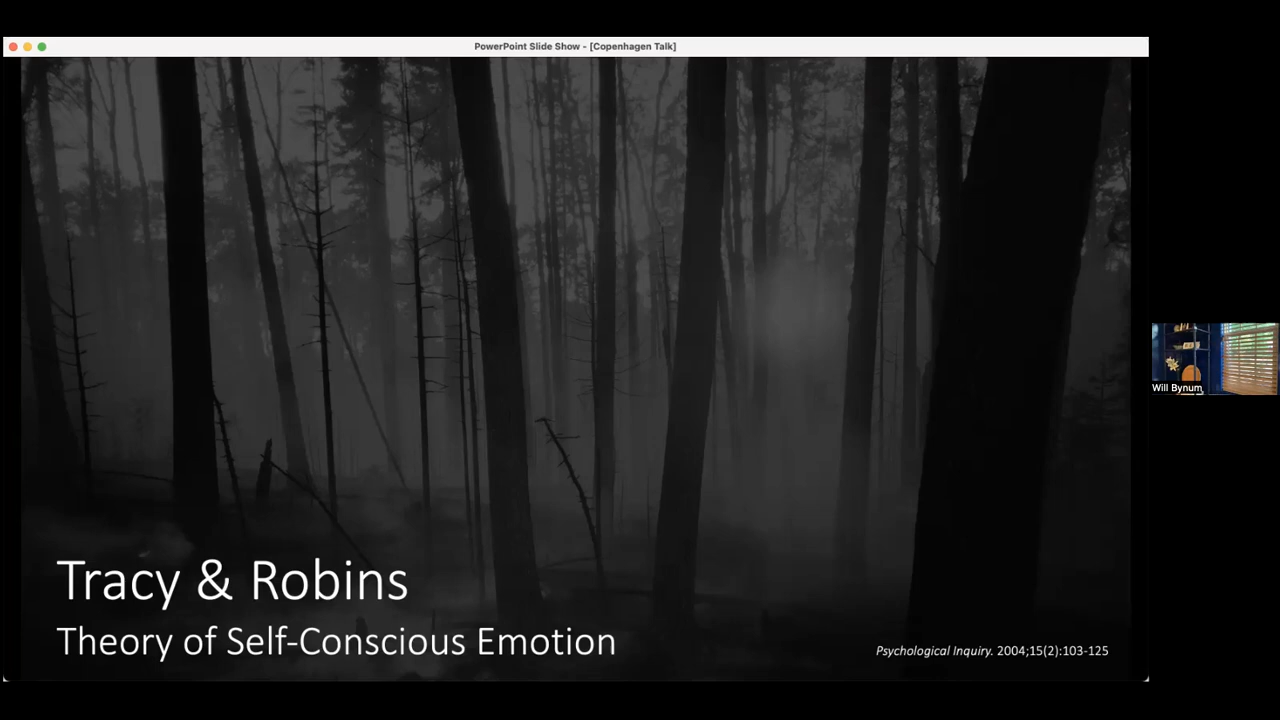 PowerPoint Slide Show - [Copenhagen Talk]
Tracy & Robins
Theory of Self-Conscious Emotion
Psychological Inquiry. 2004;15(2):103-125
Will Bynum